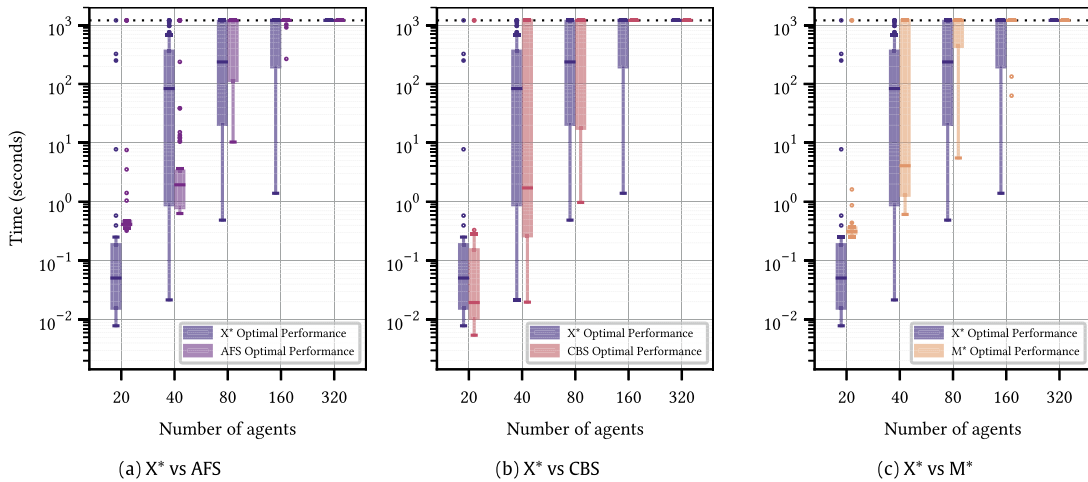 10³
10²
10¹
10⁰
10⁻¹
10⁻²
Time (seconds)
X* Optimal Performance
AFS Optimal Performance
20 40 80 160 320
Number of agents
(a) X* vs AFS
10³
10²
10¹
10⁰
10⁻¹
10⁻²
X* Optimal Performance
CBS Optimal Performance
20 40 80 160 320
Number of agents
(b) X* vs CBS
10³
10²
10¹
10⁰
10⁻¹
10⁻²
X* Optimal Performance
M* Optimal Performance
20 40 80 160 320
Number of agents
(c) X* vs M*